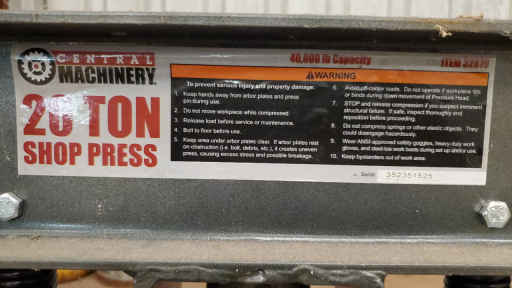 CENTRAL
MACHINERY
20 TON
SHOP PRESS
40,000 lb Capacity
ITEM 32879
WARNING
To prevent serious injury and property damage:
1. Keep hands away from arbor plates and press
pin during use.
2. Do not move workpiece while compressed.
3. Release load before service or maintenance.
4. Bolt to floor before use.
5. Keep area under arbor plates clear. If arbor plates rest
on obstruction (i.e. bolt, debris, etc.), it creates uneven
press, causing excess stress and possible breakage.
6. Avoid off-center loads. Do not operate if workpiece tilts
or binds during down movement of Pressure Head.
7. STOP and release compression if you suspect imminent
structural failure. If safe, inspect thoroughly and
reposition before proceeding.
8. Do not compress springs or other elastic objects. They
could disengage hazardously.
9. Wear ANSI-approved safety goggles, heavy-duty work
gloves, and steel-toe work boots during set up and/or use.
10. Keep bystanders out of work area.
Serial
352351525